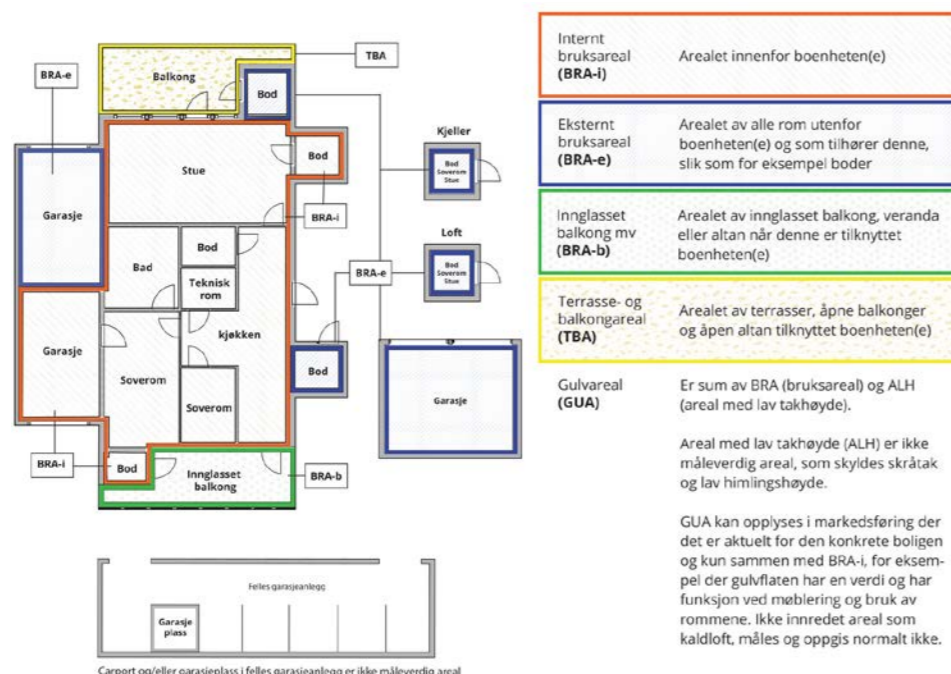 TBA
BRA-e
Balkong
Bod
Kjeller
Bod
Soverom
Stue
Stue
Bod
BRA-i
Garasje
Loft
Bod
Soverom
Stue
Bod
Bad
BRA-e
Teknisk
rom
Garasje
kjøkken
Bod
Soverom
Soverom
Garasje
BRA-i
Bod
Innglasset
balkong
BRA-b
Felles garasjeanlegg
Garasje
plass
Carport og/eller garasjeplass i felles garasjeanlegg er ikke måleverdig areal
Internt
bruksareal
(BRA-i)
Arealet innenfor boenheten(e)
Eksternt
bruksareal
(BRA-e)
Arealet av alle rom utenfor
boenheten(e) og som tilhører denne,
slik som for eksempel boder
Innglasset
balkong mv
(BRA-b)
Arealet av innglasset balkong, veranda
eller altan når denne er tilknyttet
boenheten(e)
Terrasse- og
balkongareal
(TBA)
Arealet av terrasser, åpne balkonger
og åpen altan tilknyttet boenheten(e)
Gulvareal
(GUA)
Er sum av BRA (bruksareal) og ALH
(areal med lav takhøyde).
Areal med lav takhøyde (ALH) er ikke
måleverdig areal, som skyldes skråtak
og lav himlingshøyde.
GUA kan opplyses i markedsføring der
det er aktuelt for den konkrete boligen
og kun sammen med BRA-i, for eksem-
pel der gulvflaten har en verdi og har
funksjon ved møblering og bruk av
rommene. Ikke innredet areal som
kaldloft, måles og oppgis normalt ikke.